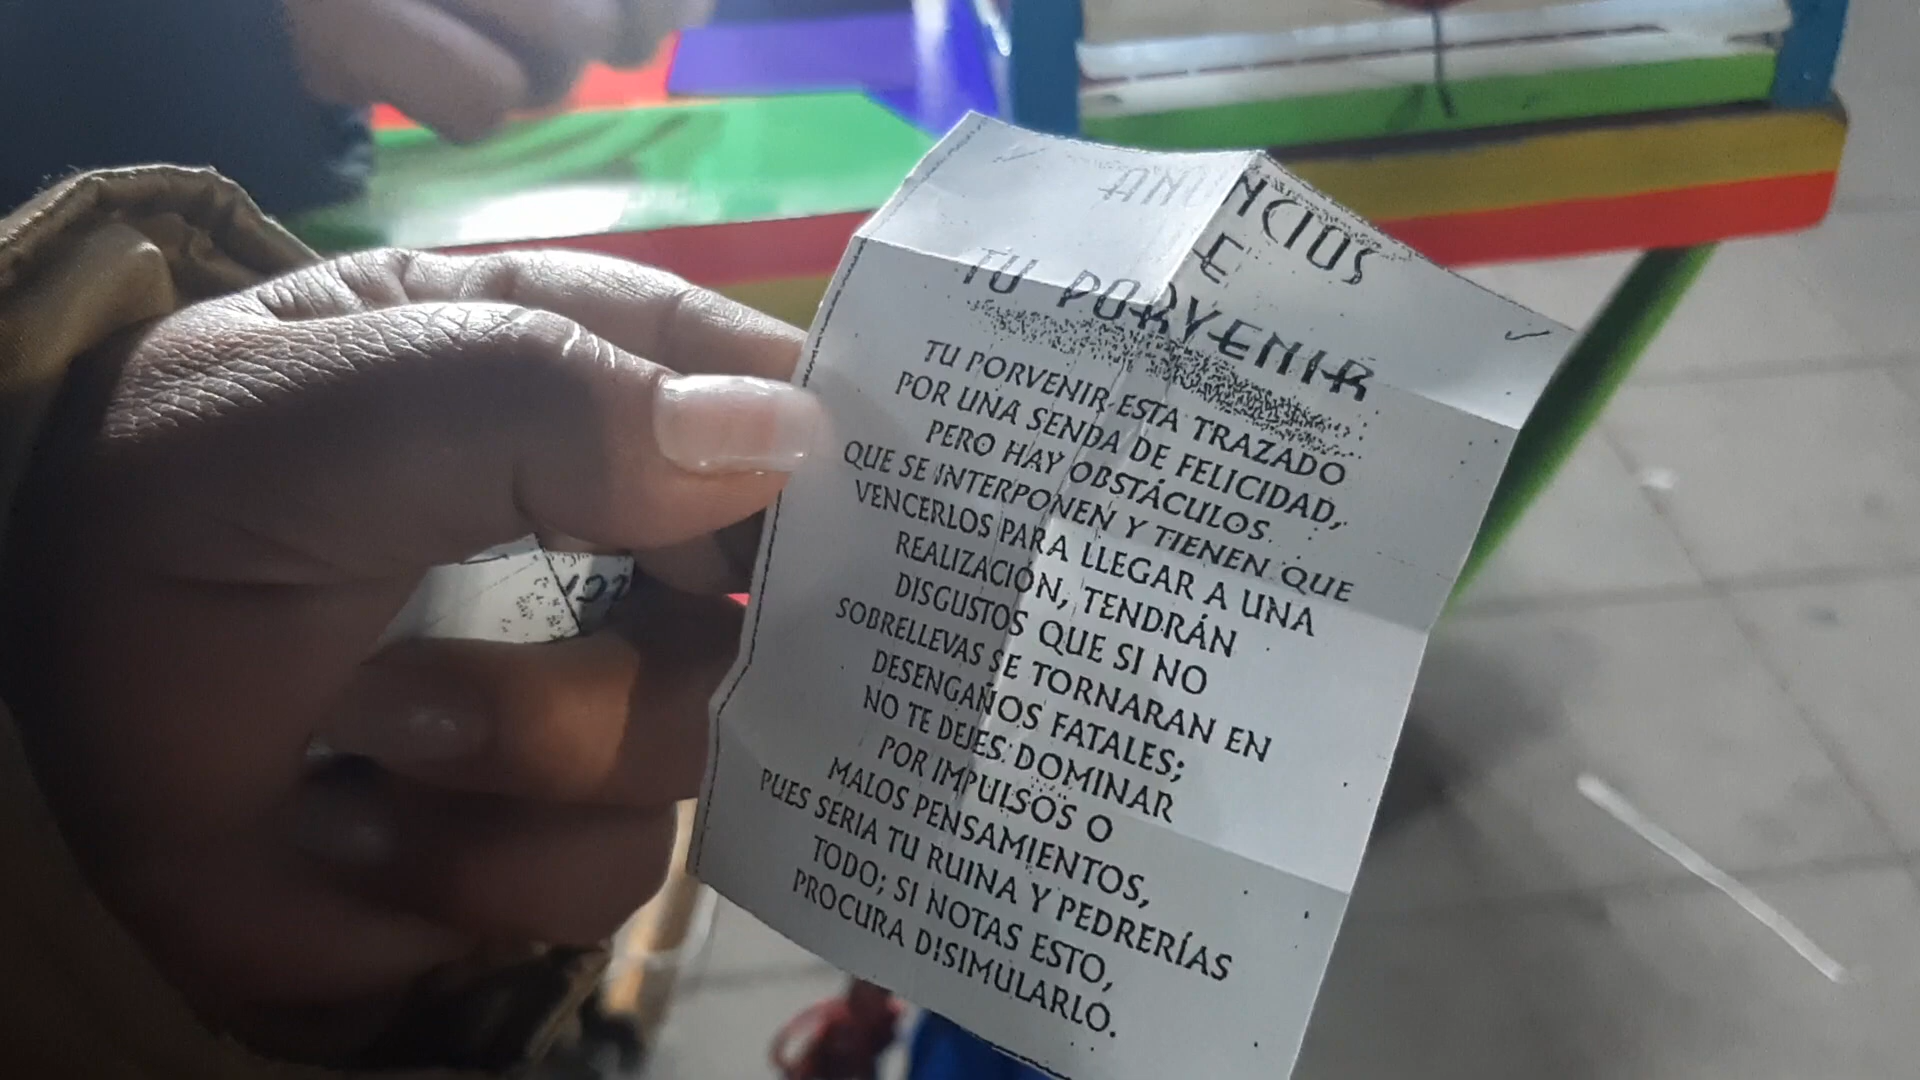 ANUNCIOS
E
TU PORVENIR
TU PORVENIR ESTA TRAZADO
POR UNA SENDA DE FELICIDAD,
PERO HAY OBSTÁCULOS
QUE SE INTERPONEN Y TIENEN QUE
VENCERLOS PARA LLEGAR A UNA
REALIZACIÓN, TENDRÁN
DISGUSTOS QUE SI NO
SOBRELLEVAS SE TORNARAN EN
DESENGAÑOS FATALES;
NO TE DEJES DOMINAR
POR IMPULSOS O
MALOS PENSAMIENTOS,
PUES SERIA TU RUINA Y PEDRERÍAS
TODO; SI NOTAS ESTO,
PROCURA DISIMULARLO.